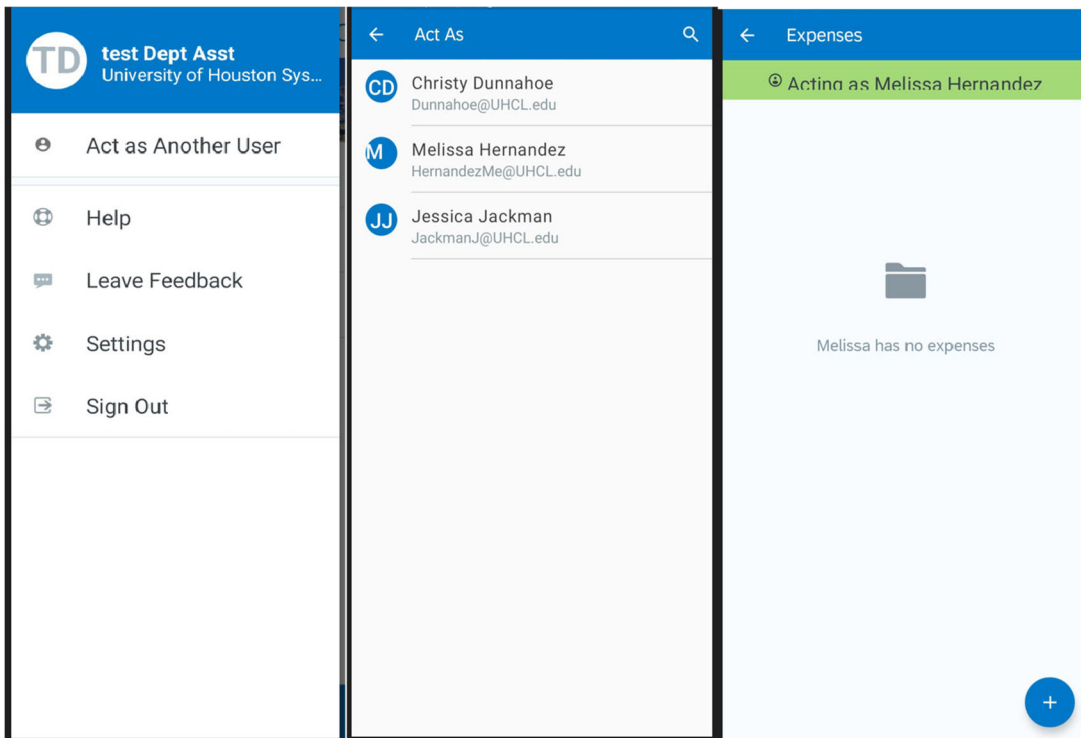 TD
test Dept Asst
University of Houston Sys...
Act as Another User
Help
Leave Feedback
Settings
Sign Out
Act As
CD
Christy Dunnahoe
Dunnahoe@UHCL.edu
M
Melissa Hernandez
HernandezMe@UHCL.edu
JJ
Jessica Jackman
JackmanJ@UHCL.edu
Expenses
Acting as Melissa Hernandez
Melissa has no expenses
+